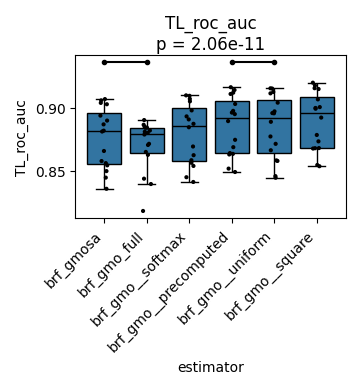 TL_roc_auc
p = 2.06e-11
TL_roc_auc
0.90
0.85
brf_gmosa
brf_gmo_full
brf_gmo__softmax
brf_gmo__precomputed
brf_gmo__uniform
brf_gmo__square
estimator